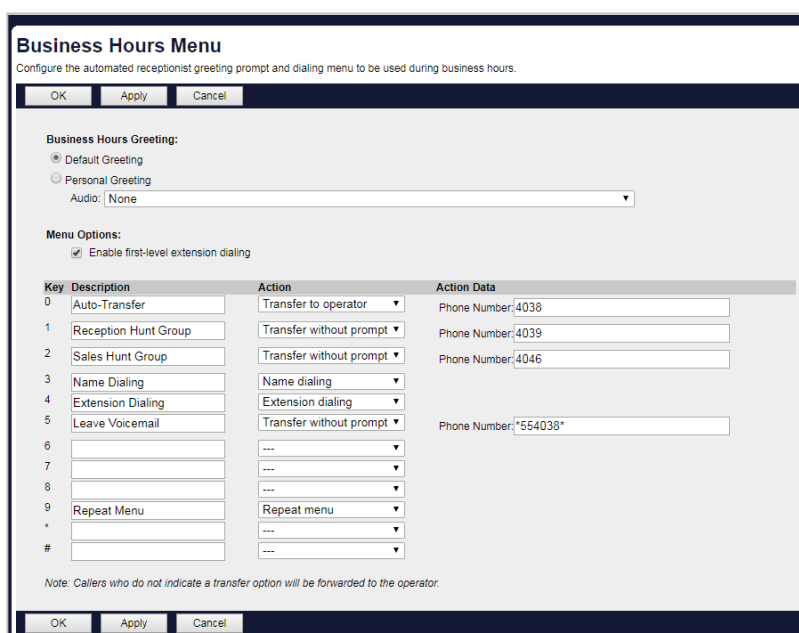 Business Hours Menu
Configure the automated receptionist greeting prompt and dialing menu to be used during business hours.
OK Apply Cancel
Business Hours Greeting:
Default Greeting
Personal Greeting
Audio: None
Menu Options:
Enable first-level extension dialing
Key Description Action Action Data
0 Auto-Transfer Transfer to operator Phone Number: 4038
1 Reception Hunt Group Transfer without prompt Phone Number: 4039
2 Sales Hunt Group Transfer without prompt Phone Number: 4046
3 Name Dialing Name dialing
4 Extension Dialing Extension dialing
5 Leave Voicemail Transfer without prompt Phone Number: *554038*
6 ---
7 ---
8 ---
9 Repeat Menu Repeat menu
* ---
# ---
Note: Callers who do not indicate a transfer option will be forwarded to the operator.
OK Apply Cancel